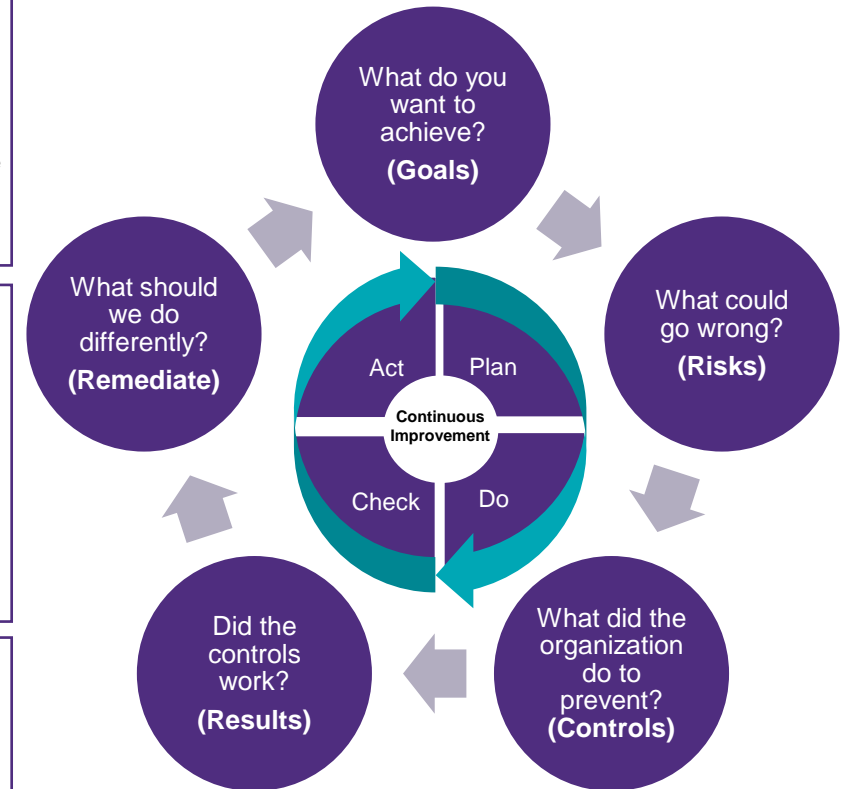 What do you
want to
achieve?
(Goals)
What could
go wrong?
(Risks)
What did the
organization
do to
prevent?
(Controls)
Did the
controls
work?
(Results)
What should
we do
differently?
(Remediate)
Act
Plan
Continuous
Improvement
Check
Do